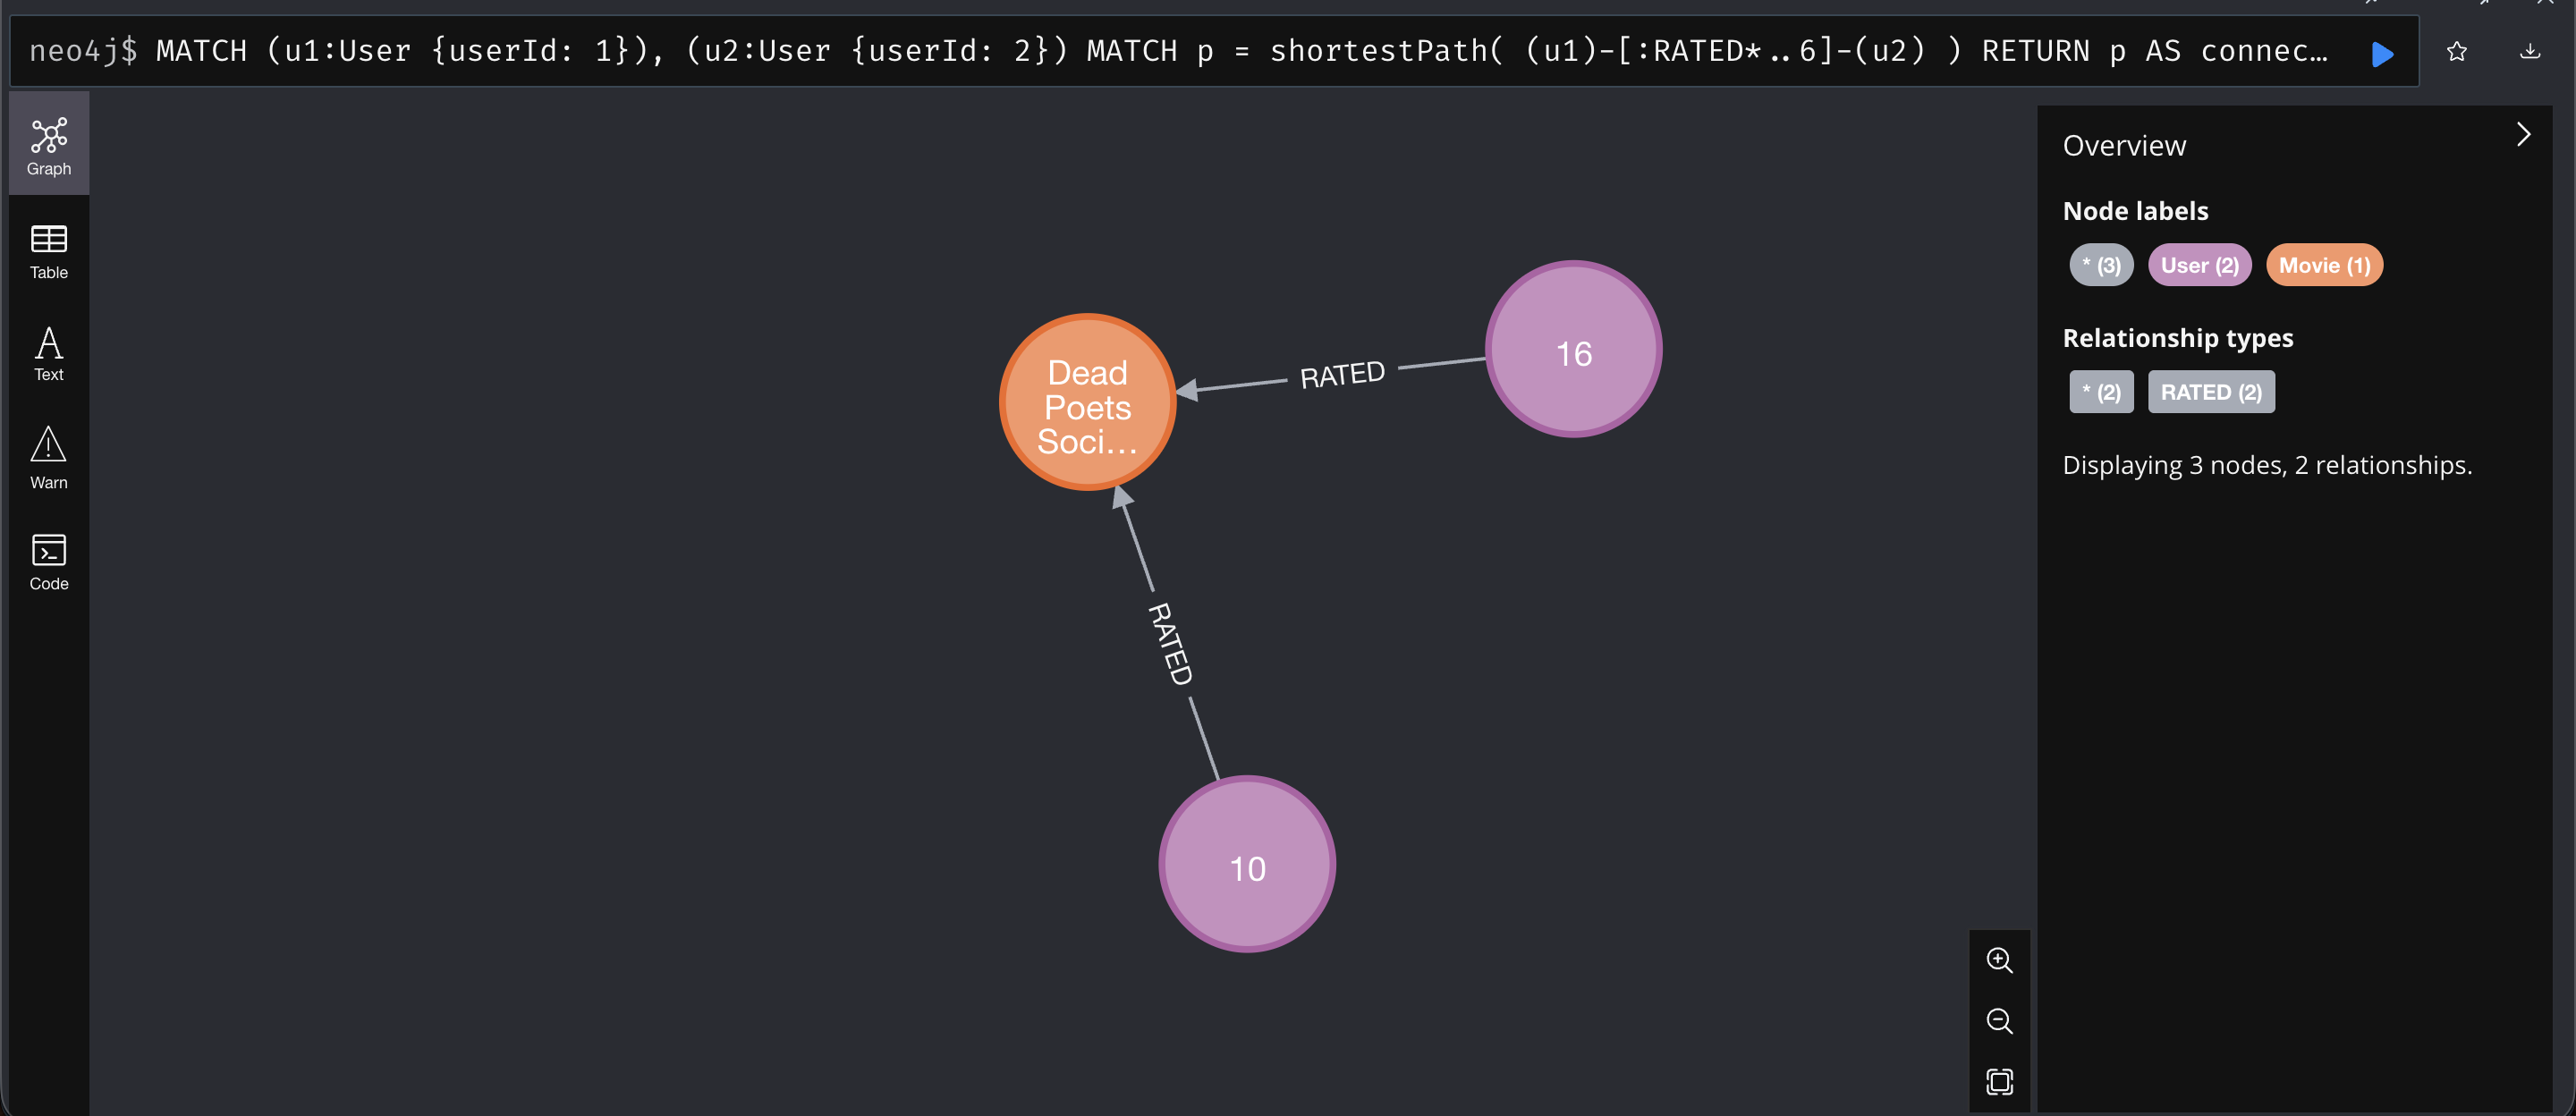 neo4j$ MATCH (u1:User {userId: 1}), (u2:User {userId: 2}) MATCH p = shortestPath( (u1)-[:RATED*..6]-(u2) ) RETURN p AS connec…
Graph
Table
Text
Warn
Code
Dead
Poets
Soci…
RATED
16
RATED
10
Overview
Node labels
* (3) User (2) Movie (1)
Relationship types
* (2) RATED (2)
Displaying 3 nodes, 2 relationships.